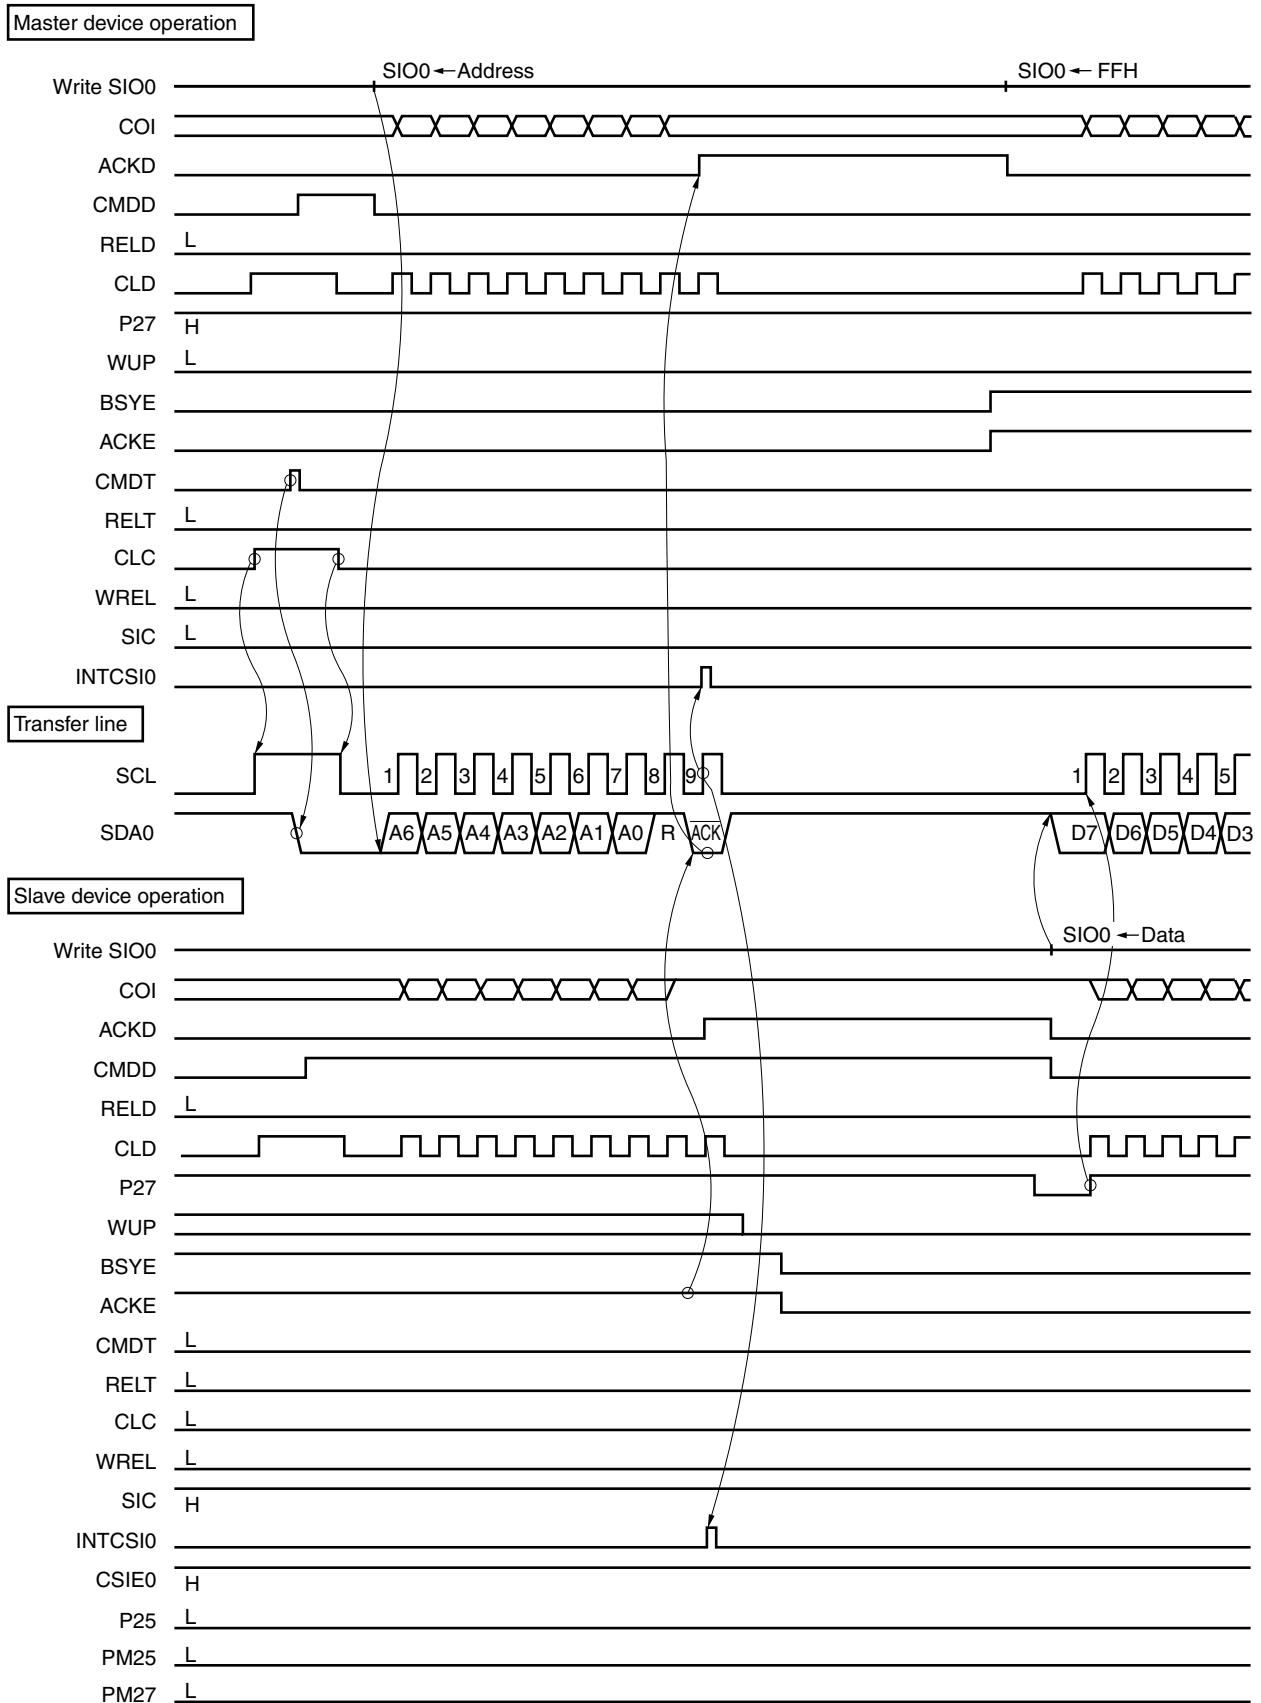 Master device operation
SIO0 ← Address SIO0 ← FFH
Write SIO0
COI
ACKD
CMDD
RELD L
CLD
P27 H
WUP L
BSYE
ACKE
CMDT
RELT L
CLC
WREL L
SIC L
INTCSI0
Transfer line
SCL 1 2 3 4 5 6 7 8 9 1 2 3 4 5
SDA0 A6 A5 A4 A3 A2 A1 A0 R ACK D7 D6 D5 D4 D3
Slave device operation
SIO0 ← Data
Write SIO0
COI
ACKD
CMDD
RELD L
CLD
P27
WUP
BSYE
ACKE
CMDT L
RELT L
CLC L
WREL L
SIC H
INTCSI0
CSIE0 H
P25 L
PM25 L
PM27 L